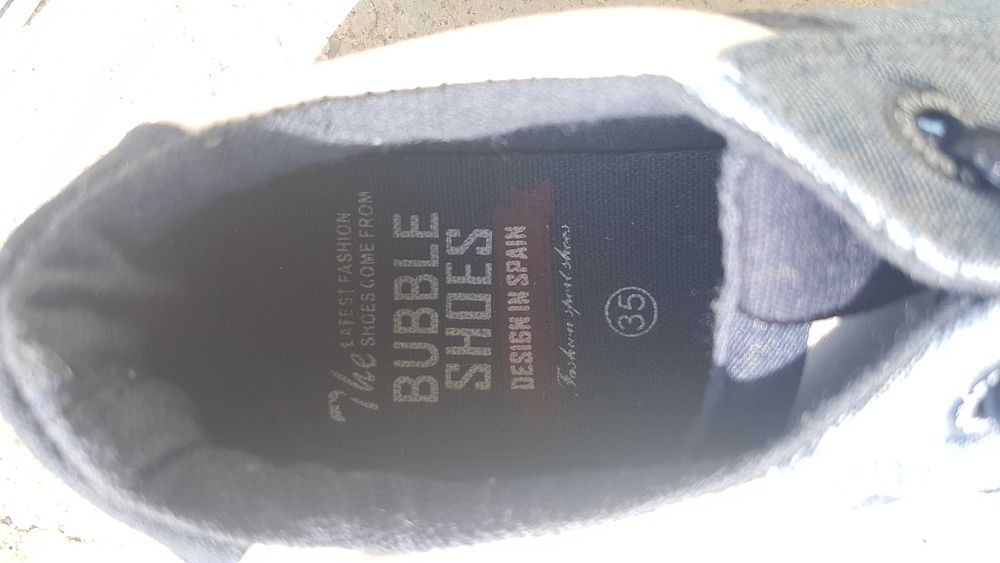 The LATEST FASHION
SHOES COME FROM
BUBBLE
SHOES
DESIGN IN SPAIN
Fashion sport shoes
35